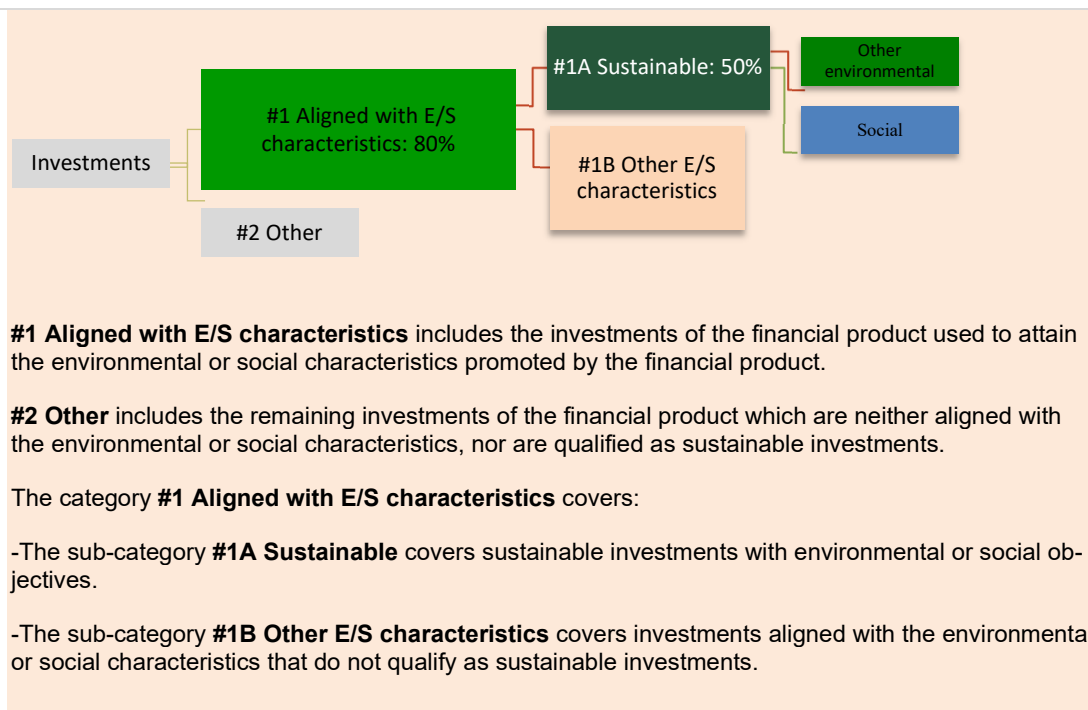 Investments
#1 Aligned with E/S
characteristics: 80%
#2 Other
#1A Sustainable: 50%
#1B Other E/S
characteristics
Other
environmental
Social
#1 Aligned with E/S characteristics includes the investments of the financial product used to attain
the environmental or social characteristics promoted by the financial product.
#2 Other includes the remaining investments of the financial product which are neither aligned with
the environmental or social characteristics, nor are qualified as sustainable investments.
The category #1 Aligned with E/S characteristics covers:
-The sub-category #1A Sustainable covers sustainable investments with environmental or social ob-
jectives.
-The sub-category #1B Other E/S characteristics covers investments aligned with the environmenta
or social characteristics that do not qualify as sustainable investments.